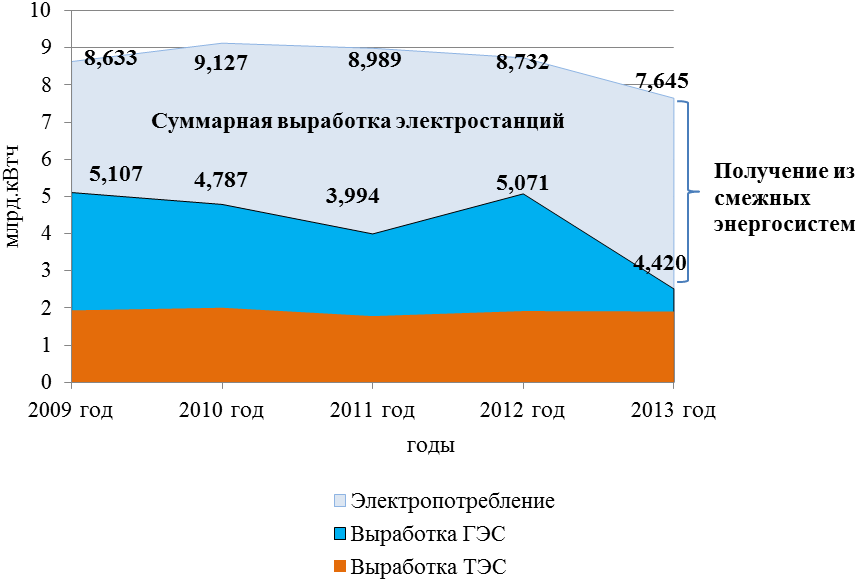 10
9
8
7
6
5
4
3
2
1
0
млрд.кВтч
8,633
9,127
8,989
8,732
7,645
Суммарная выработка электростанций
5,107
4,787
3,994
5,071
4,420
Получение из
смежных
энергосистем
2009 год
2010 год
2011 год
2012 год
2013 год
годы
Электропотребление
Выработка ГЭС
Выработка ТЭС